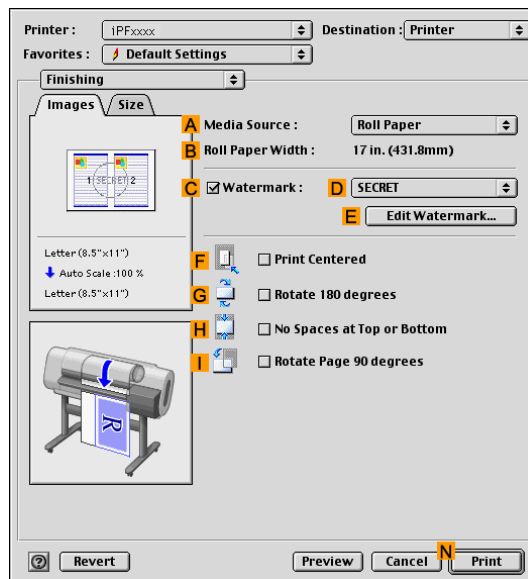 Printer : iPFxxxx Destination : Printer
Favorites : Default Settings
Finishing
Images Size
A Media Source : Roll Paper
B Roll Paper Width : 17 in. (431.8mm)
1 SECRET 2
C Watermark : D SECRET
E Edit Watermark...
Letter (8.5"x11")
F Print Centered
Auto Scale :100 %
Letter (8.5"x11")
G Rotate 180 degrees
H No Spaces at Top or Bottom
I Rotate Page 90 degrees
R
N
? Revert Preview Cancel Print